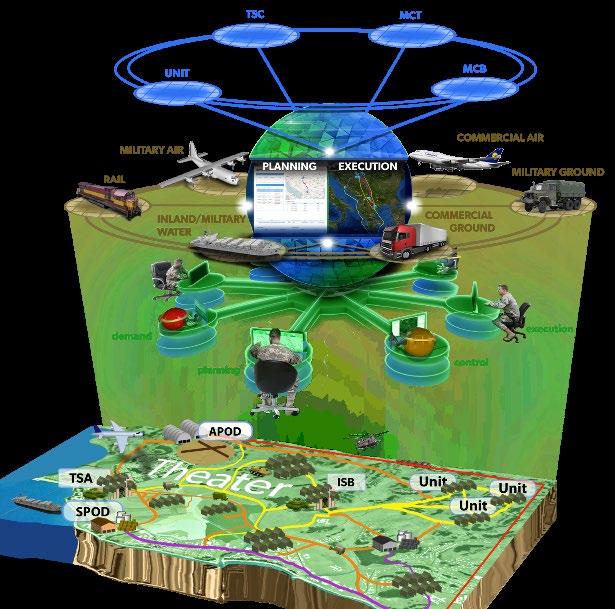 TSC
MCT
UNIT
MCB
MILITARY AIR
COMMERCIAL AIR
PLANNING
EXECUTION
RAIL
MILITARY GROUND
INLAND/MILITARY
WATER
COMMERCIAL
GROUND
demand
execution
planning
control
APOD
Theater
TSA
ISB
Unit
Unit
Unit
SPOD